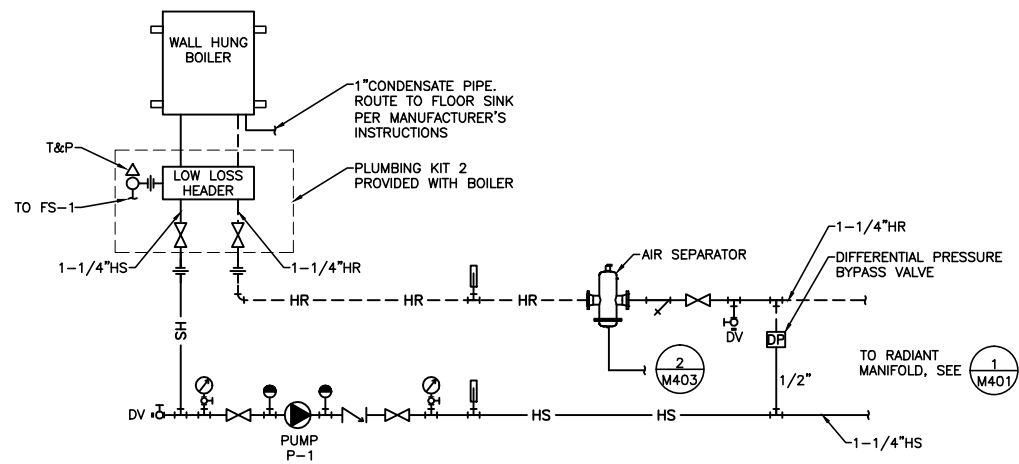 WALL HUNG
BOILER
1"CONDENSATE PIPE.
ROUTE TO FLOOR SINK
PER MANUFACTURER'S
INSTRUCTIONS
T&P
LOW LOSS
HEADER
PLUMBING KIT 2
PROVIDED WITH BOILER
TO FS-1
1-1/4"HS
1-1/4"HR
AIR SEPARATOR
1-1/4"HR
DIFFERENTIAL PRESSURE
BYPASS VALVE
HR
HR
HR
HS
DV
DP
2
M403
1/2"
TO RADIANT
MANIFOLD, SEE
1
M401
DV
HS
HS
PUMP
P-1
1-1/4"HS